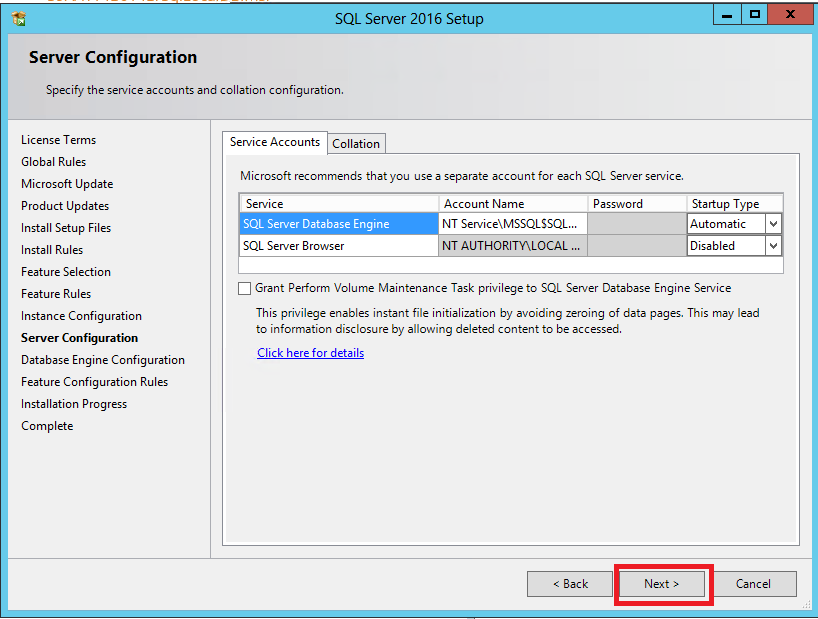 SQL Server 2016 Setup
Server Configuration
Specify the service accounts and collation configuration.
License Terms
Global Rules
Microsoft Update
Product Updates
Install Setup Files
Install Rules
Feature Selection
Feature Rules
Instance Configuration
Server Configuration
Database Engine Configuration
Feature Configuration Rules
Installation Progress
Complete
Service Accounts Collation
Microsoft recommends that you use a separate account for each SQL Server service.
Service Account Name Password Startup Type
SQL Server Database Engine NT Service\MSSQL$SQL... Automatic
SQL Server Browser NT AUTHORITY\LOCAL ... Disabled
Grant Perform Volume Maintenance Task privilege to SQL Server Database Engine Service
This privilege enables instant file initialization by avoiding zeroing of data pages. This may lead
to information disclosure by allowing deleted content to be accessed.
Click here for details
< Back Next > Cancel